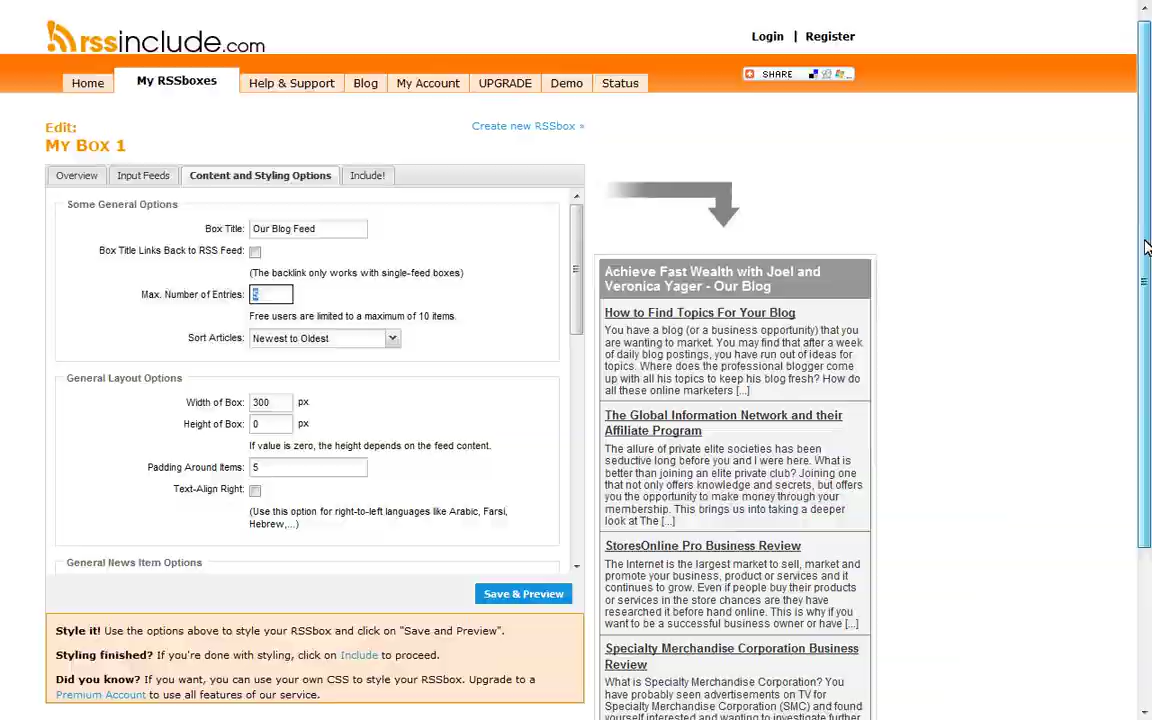 rssinclude.com
Login | Register
Home
My RSSboxes
Help & Support
Blog
My Account
UPGRADE
Demo
Status
SHARE
Edit:
My Box 1
Create new RSSbox »
Overview
Input Feeds
Content and Styling Options
Include!
Some General Options
Box Title: Our Blog Feed
Box Title Links Back to RSS Feed:
(The backlink only works with single-feed boxes)
Max. Number of Entries: 5
Free users are limited to a maximum of 10 items.
Sort Articles: Newest to Oldest
General Layout Options
Width of Box: 300 px
Height of Box: 0 px
If value is zero, the height depends on the feed content.
Padding Around Items: 5
Text-Align Right:
(Use this option for right-to-left languages like Arabic, Farsi,
Hebrew,...)
General News Item Options
Save & Preview
Style it! Use the options above to style your RSSbox and click on "Save and Preview".
Styling finished? If you're done with styling, click on Include to proceed.
Did you know? If you want, you can use your own CSS to style your RSSbox. Upgrade to a
Premium Account to use all features of our service.
Achieve Fast Wealth with Joel and
Veronica Yager - Our Blog
How to Find Topics For Your Blog
You have a blog (or a business opportunity) that you
are wanting to market. You may find that after a week
of daily blog postings, you have run out of ideas for
topics. Where does the professional blogger come
up with all his topics to keep his blog fresh? How do
all these online marketers [...]
The Global Information Network and their
Affiliate Program
The allure of private elite societies has been
seductive long before you and I were here. What is
better than joining an elite private club? Joining one
that not only offers knowledge and secrets, but offers
you the opportunity to make money through your
membership. This brings us into taking a deeper
look at The [...]
StoresOnline Pro Business Review
The Internet is the largest market to sell, market and
promote your business, product or services and it
continues to grow. Even if people buy their products
or services in the store chances are they have
researched it before hand online. This is why if you
want to be a successful business owner or have [...]
Specialty Merchandise Corporation Business
Review
What is Specialty Merchandise Corporation? You
have probably seen advertisements on TV for
Specialty Merchandise Corporation (SMC) and found
yourself interested and wanting to investigate further